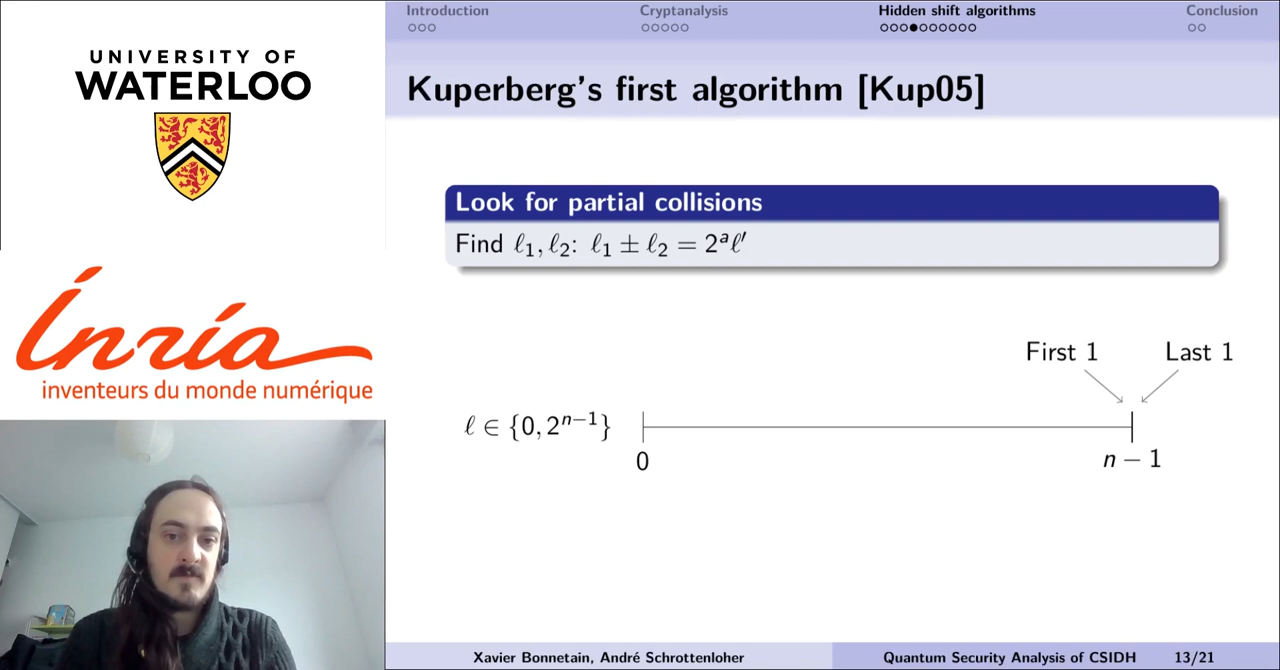 UNIVERSITY OF
WATERLOO
Inria
inventeurs du monde numérique
Introduction
Cryptanalysis
Hidden shift algorithms
Conclusion
Kuperberg's first algorithm [Kup05]
Look for partial collisions
Find ℓ₁, ℓ₂: ℓ₁ ± ℓ₂ = 2ᵃℓ′
First 1
Last 1
ℓ ∈ {0, 2ⁿ⁻¹}
0
n − 1
Xavier Bonnetain, André Schrottenloher
Quantum Security Analysis of CSIDH
13/21